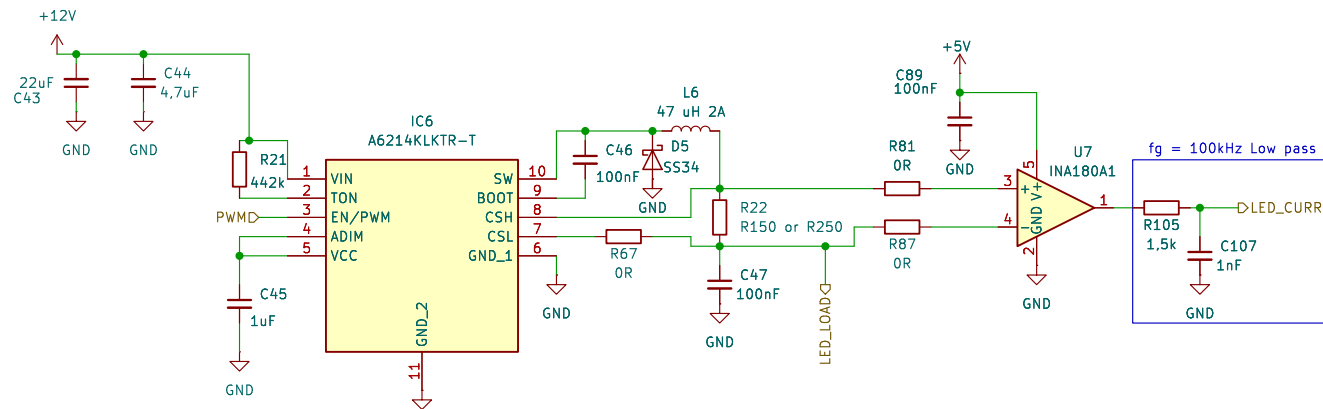 +12V
22uF
C43
C44
4,7uF
GND
GND
R21
442k
IC6
A6214KLKTR-T
1
VIN
2
TON
PWM
3
EN/PWM
4
ADIM
5
VCC
10
SW
9
BOOT
8
CSH
7
CSL
6
GND_1
GND_2
11
C45
1uF
GND
C46
100nF
L6
47 uH 2A
D5
SS34
GND
R22
R150 or R250
R67
0R
GND
C47
100nF
GND
LED_LOAD
+5V
C89
100nF
GND
R81
0R
R87
0R
U7
INA180A1
3
+
4
-
5
V+
GND
2
1
GND
fg = 100kHz Low pass
R105
1,5k
LED_CURR
C107
1nF
GND